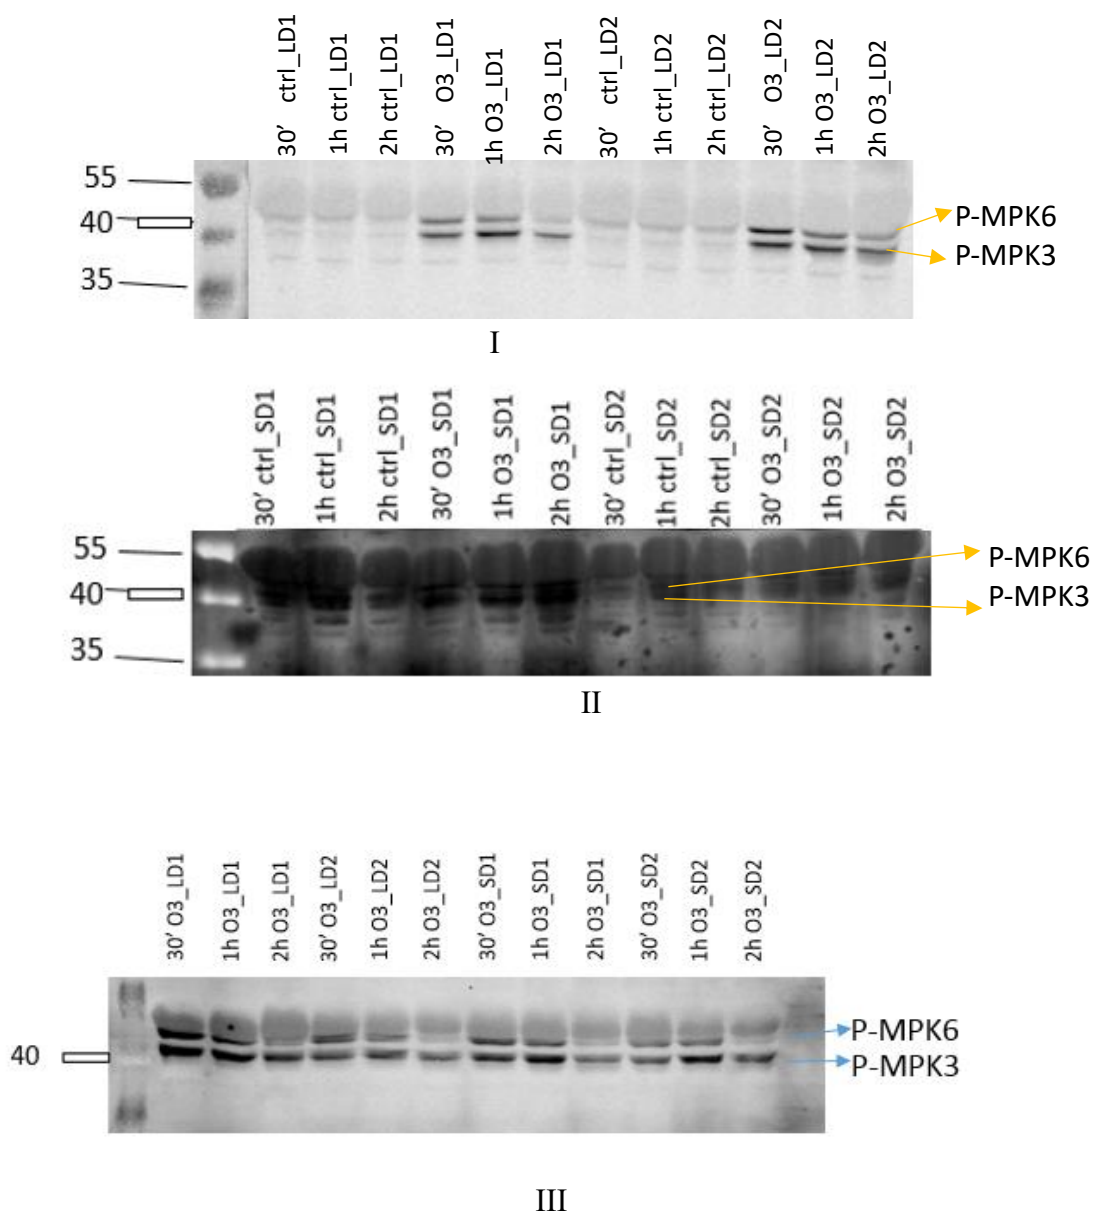 30’ ctrl_LD1
1h ctrl_LD1
2h ctrl_LD1
30’ O3_LD1
1h O3_LD1
2h O3_LD1
30’ ctrl_LD2
1h ctrl_LD2
2h ctrl_LD2
30’ O3_LD2
1h O3_LD2
2h O3_LD2
55
40
35
P-MPK6
P-MPK3
I
30’ ctrl_SD1
1h ctrl_SD1
2h ctrl_SD1
30’ O3_SD1
1h O3_SD1
2h O3_SD1
30’ ctrl_SD2
1h ctrl_SD2
2h ctrl_SD2
30’ O3_SD2
1h O3_SD2
2h O3_SD2
55
40
35
P-MPK6
P-MPK3
II
30’ O3_LD1
1h O3_LD1
2h O3_LD1
30’ O3_LD2
1h O3_LD2
2h O3_LD2
30’ O3_SD1
1h O3_SD1
2h O3_SD1
30’ O3_SD2
1h O3_SD2
2h O3_SD2
40
P-MPK6
P-MPK3
III